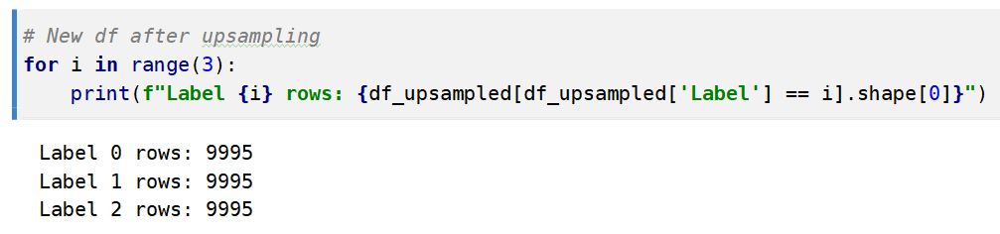 # New df after upsampling
for i in range(3):
    print(f"Label {i} rows: {df_upsampled[df_upsampled['Label'] == i].shape[0]}")
Label 0 rows: 9995
Label 1 rows: 9995
Label 2 rows: 9995